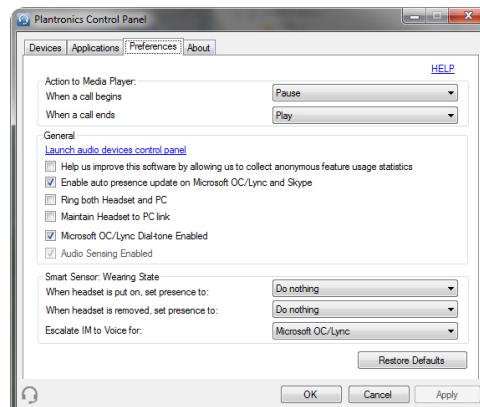 Plantronics Control Panel
Devices Applications Preferences About
HELP
Action to Media Player:
When a call begins Pause
When a call ends Play
General
Launch audio devices control panel
Help us improve this software by allowing us to collect anonymous feature usage statistics
Enable auto presence update on Microsoft OC/Lync and Skype
Ring both Headset and PC
Maintain Headset to PC link
Microsoft OC/Lync Dial-tone Enabled
Audio Sensing Enabled
Smart Sensor: Wearing State
When headset is put on, set presence to: Do nothing
When headset is removed, set presence to: Do nothing
Escalate IM to Voice for: Microsoft OC/Lync
Restore Defaults
OK Cancel Apply